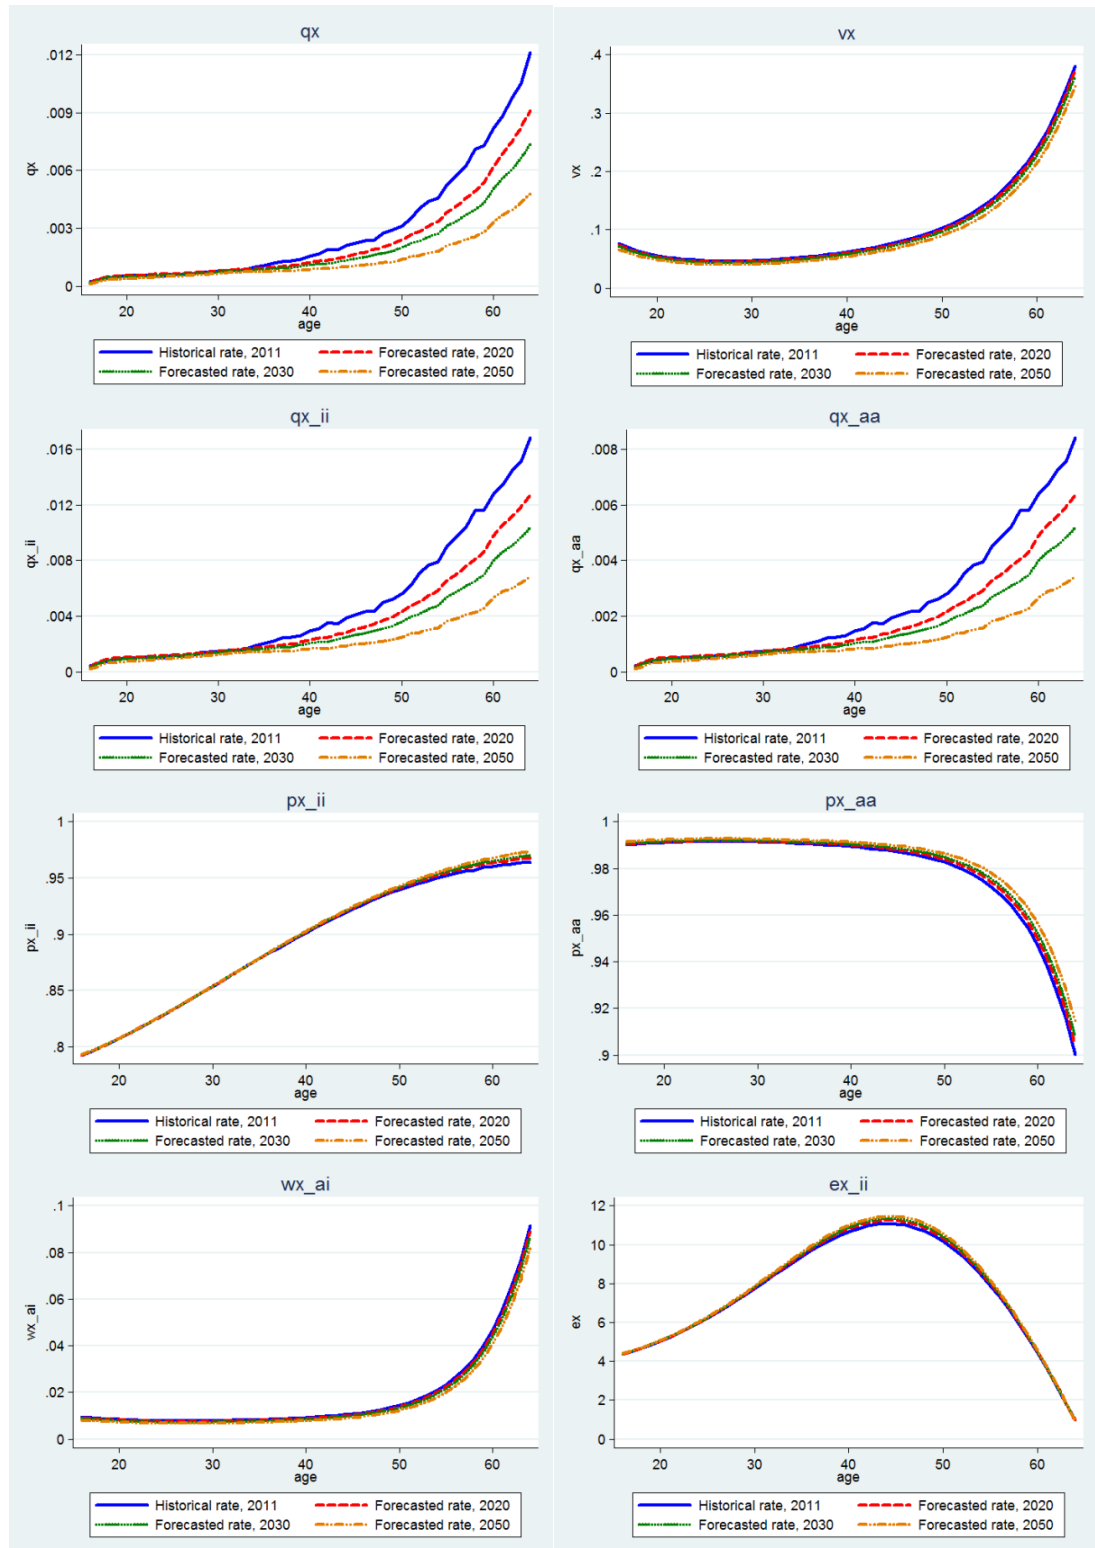 qx
.012
.009
.006
.003
0
qx
20 30 40 50 60
age
Historical rate, 2011 Forecasted rate, 2020
Forecasted rate, 2030 Forecasted rate, 2050
vx
.4
.3
.2
.1
0
vx
20 30 40 50 60
age
Historical rate, 2011 Forecasted rate, 2020
Forecasted rate, 2030 Forecasted rate, 2050
qx_ii
.016
.012
.008
.004
0
qx_ii
20 30 40 50 60
age
Historical rate, 2011 Forecasted rate, 2020
Forecasted rate, 2030 Forecasted rate, 2050
qx_aa
.008
.006
.004
.002
0
qx_aa
20 30 40 50 60
age
Historical rate, 2011 Forecasted rate, 2020
Forecasted rate, 2030 Forecasted rate, 2050
px_ii
1
.95
.9
.85
.8
px_ii
20 30 40 50 60
age
Historical rate, 2011 Forecasted rate, 2020
Forecasted rate, 2030 Forecasted rate, 2050
px_aa
1
.98
.96
.94
.92
.9
px_aa
20 30 40 50 60
age
Historical rate, 2011 Forecasted rate, 2020
Forecasted rate, 2030 Forecasted rate, 2050
wx_ai
.1
.08
.06
.04
.02
0
wx_ai
20 30 40 50 60
age
Historical rate, 2011 Forecasted rate, 2020
Forecasted rate, 2030 Forecasted rate, 2050
ex_ii
12
10
8
6
4
2
0
ex
20 30 40 50 60
age
Historical rate, 2011 Forecasted rate, 2020
Forecasted rate, 2030 Forecasted rate, 2050